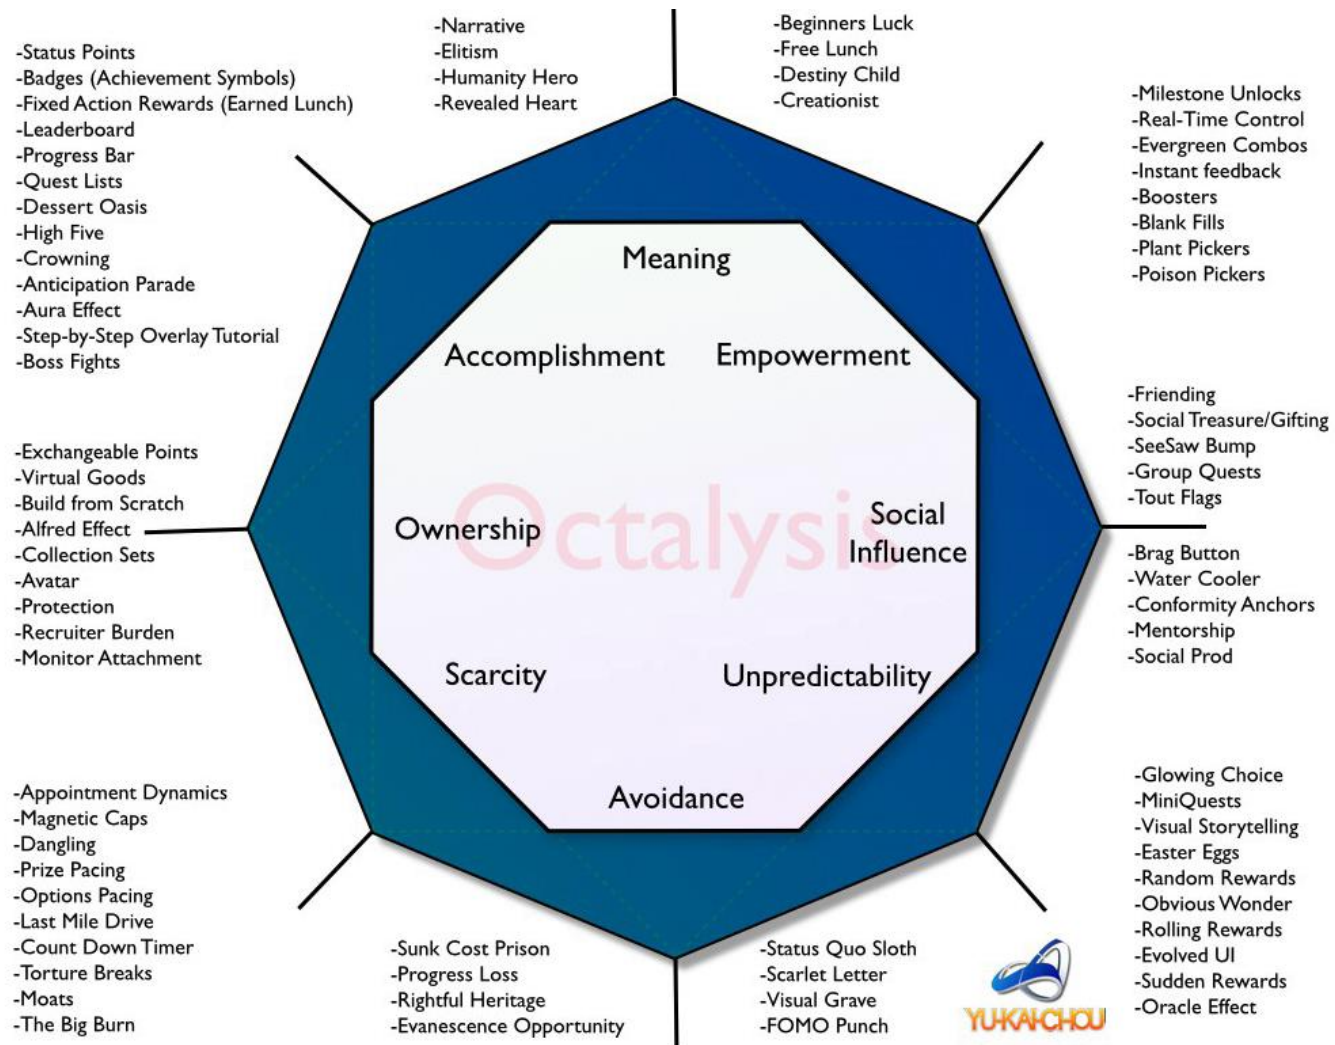 -Narrative
-Elitism
-Humanity Hero
-Revealed Heart
-Beginners Luck
-Free Lunch
-Destiny Child
-Creationist
-Status Points
-Badges (Achievement Symbols)
-Fixed Action Rewards (Earned Lunch)
-Leaderboard
-Progress Bar
-Quest Lists
-Dessert Oasis
-High Five
-Crowning
-Anticipation Parade
-Aura Effect
-Step-by-Step Overlay Tutorial
-Boss Fights
-Milestone Unlocks
-Real-Time Control
-Evergreen Combos
-Instant feedback
-Boosters
-Blank Fills
-Plant Pickers
-Poison Pickers
Meaning
Accomplishment
Empowerment
Ownership
Octalysis
Social
Influence
Scarcity
Unpredictability
Avoidance
-Exchangeable Points
-Virtual Goods
-Build from Scratch
-Alfred Effect
-Collection Sets
-Avatar
-Protection
-Recruiter Burden
-Monitor Attachment
-Friending
-Social Treasure/Gifting
-SeeSaw Bump
-Group Quests
-Tout Flags
-Brag Button
-Water Cooler
-Conformity Anchors
-Mentorship
-Social Prod
-Appointment Dynamics
-Magnetic Caps
-Dangling
-Prize Pacing
-Options Pacing
-Last Mile Drive
-Count Down Timer
-Torture Breaks
-Moats
-The Big Burn
-Sunk Cost Prison
-Progress Loss
-Rightful Heritage
-Evanescence Opportunity
-Status Quo Sloth
-Scarlet Letter
-Visual Grave
-FOMO Punch
-Glowing Choice
-MiniQuests
-Visual Storytelling
-Easter Eggs
-Random Rewards
-Obvious Wonder
-Rolling Rewards
-Evolved UI
-Sudden Rewards
-Oracle Effect
YU-KAI-CHOU